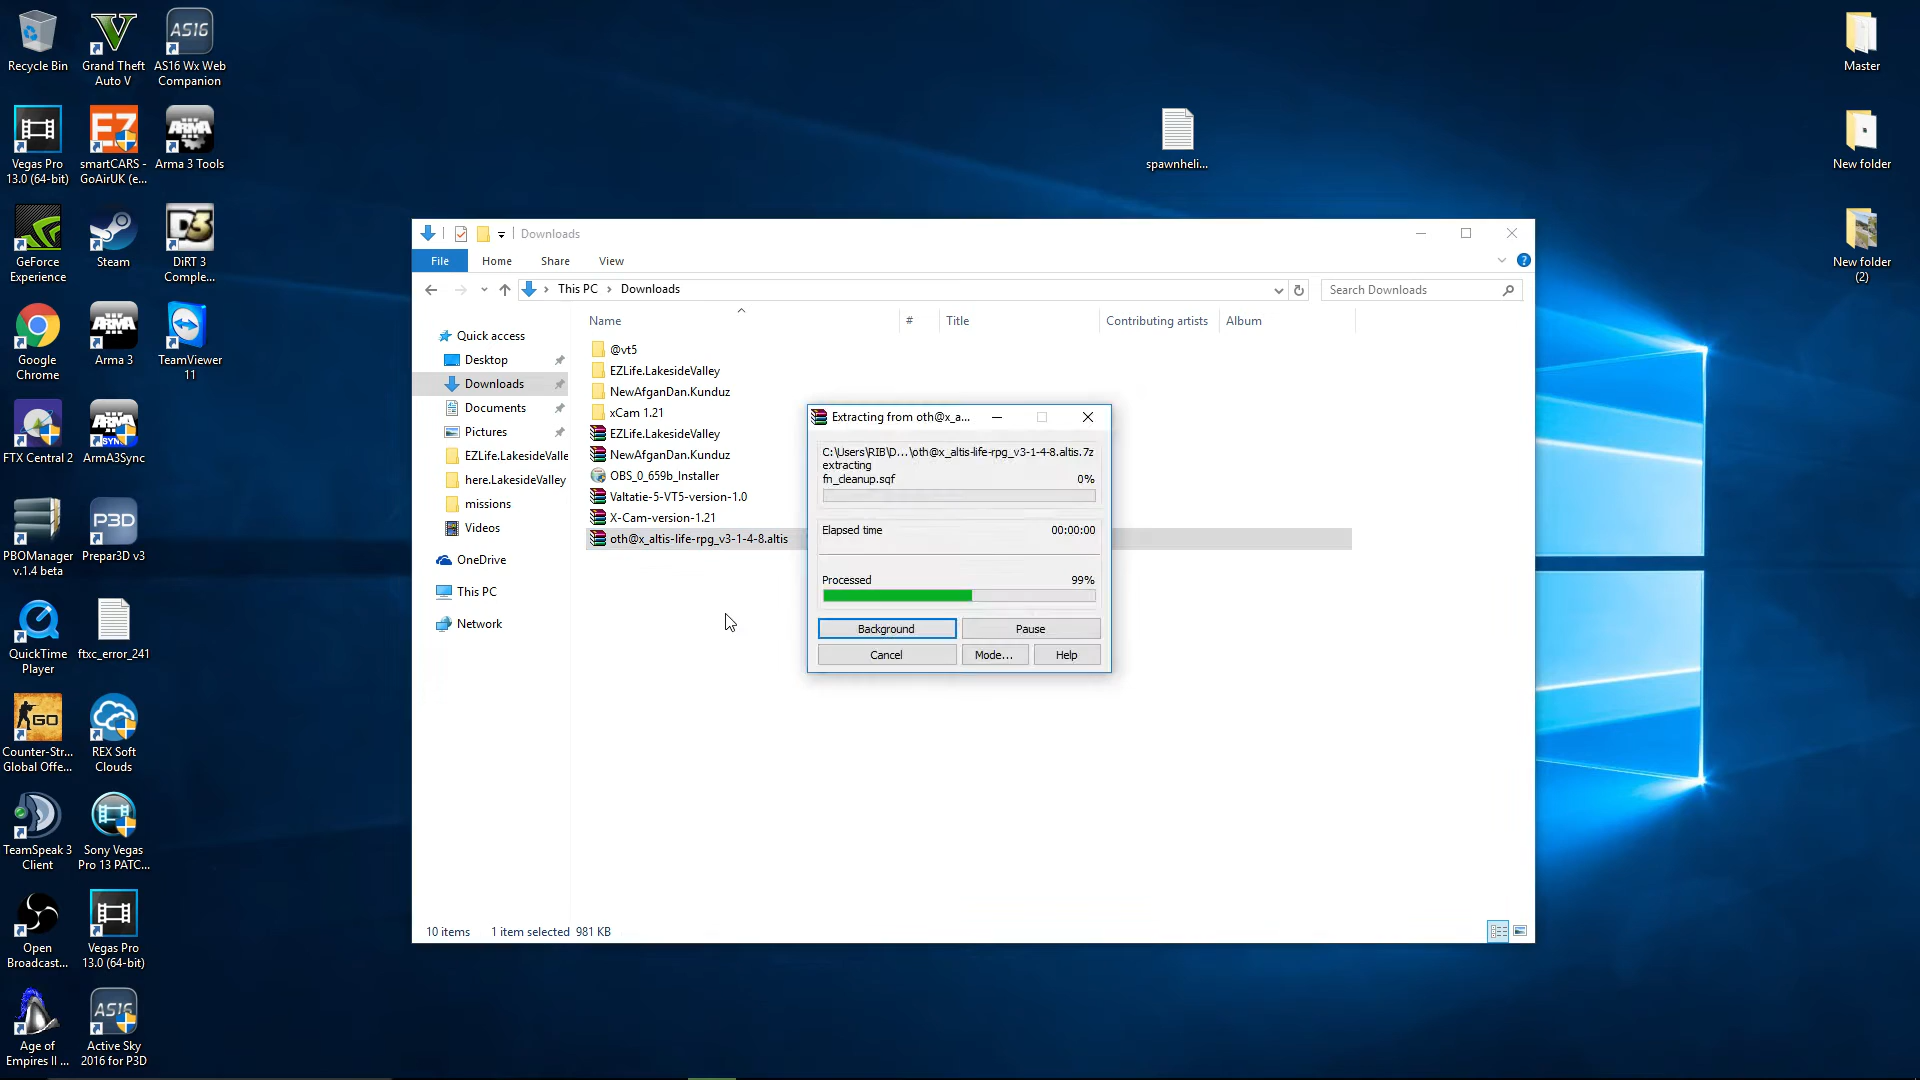 Recycle Bin
Grand Theft
Auto V
AS16
AS16 Wx Web
Companion
Vegas Pro
13.0 (64-bit)
EZ
smartCARS -
GoAirUK (e...
ARMA
Arma 3 Tools
GeForce
Experience
Steam
D3
DiRT 3
Comple...
Google
Chrome
ARMA
Arma 3
TeamViewer
11
FTX Central 2
ARMA
SYNC
ArmA3Sync
PBOManager
v.1.4 beta
P3D
Prepar3D v3
QuickTime
Player
ftxc_error_241
GO
Counter-Str...
Global Offe...
REX Soft
Clouds
TeamSpeak 3
Client
Sony Vegas
Pro 13 PATC...
Open
Broadcast...
Vegas Pro
13.0 (64-bit)
Age of
Empires II ...
AS16
Active Sky
2016 for P3D
spawnheli...
Master
New folder
New folder
(2)
Downloads
File
Home
Share
View
This PC
Downloads
Search Downloads
Name
#
Title
Contributing artists
Album
Quick access
Desktop
Downloads
Documents
Pictures
EZLife.LakesideValle
here.LakesideValley
missions
Videos
OneDrive
This PC
Network
@vt5
EZLife.LakesideValley
NewAfganDan.Kunduz
xCam 1.21
EZLife.LakesideValley
NewAfganDan.Kunduz
OBS_0_659b_Installer
Valtatie-5-VT5-version-1.0
X-Cam-version-1.21
oth@x_altis-life-rpg_v3-1-4-8.altis
10 items
1 item selected 981 KB
Extracting from oth@x_a...
C:\Users\RIB\D...\oth@x_altis-life-rpg_v3-1-4-8.altis.7z
extracting
fn_cleanup.sqf
0%
Elapsed time
00:00:00
Processed
99%
Background
Pause
Cancel
Mode...
Help